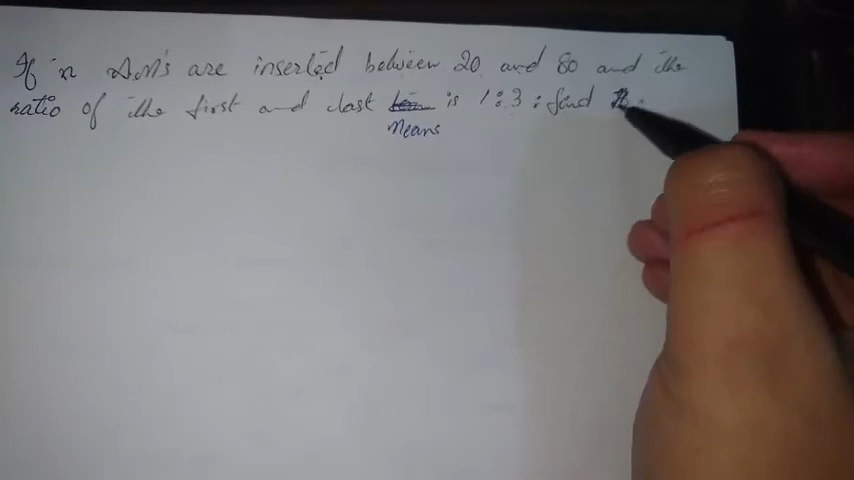 If n A.M's are inserted between 20 and 80 and the
ratio of the first and last is 1:3; find n.
Means